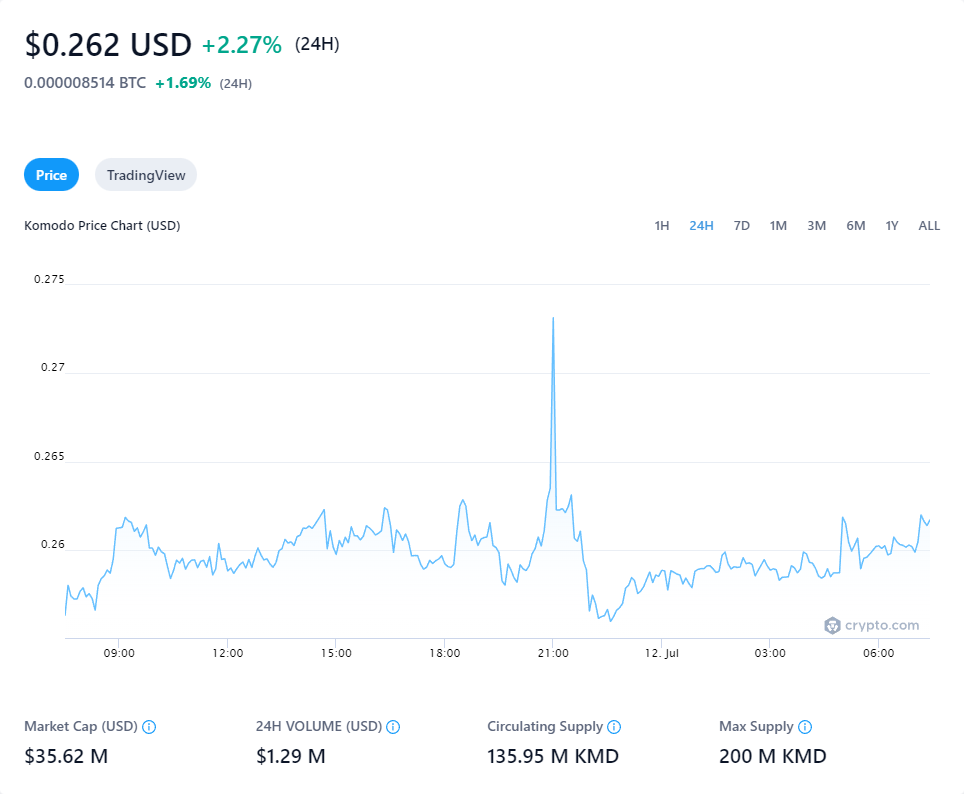 $0.262 USD +2.27% (24H)
0.000008514 BTC +1.69% (24H)
Price TradingView
Komodo Price Chart (USD) 1H 24H 7D 1M 3M 6M 1Y ALL
0.275
0.27
0.265
0.26
crypto.com
09:00 12:00 15:00 18:00 21:00 12. Jul 03:00 06:00
Market Cap (USD) 24H VOLUME (USD) Circulating Supply Max Supply
$35.62 M $1.29 M 135.95 M KMD 200 M KMD